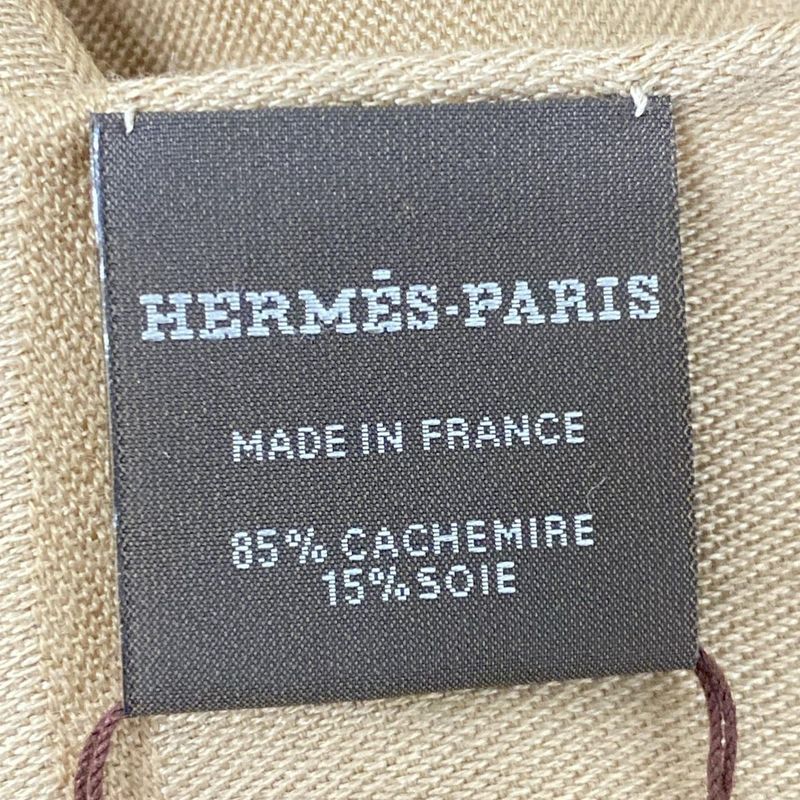 HERMÈS-PARIS
MADE IN FRANCE
85% CACHEMIRE
15% SOIE